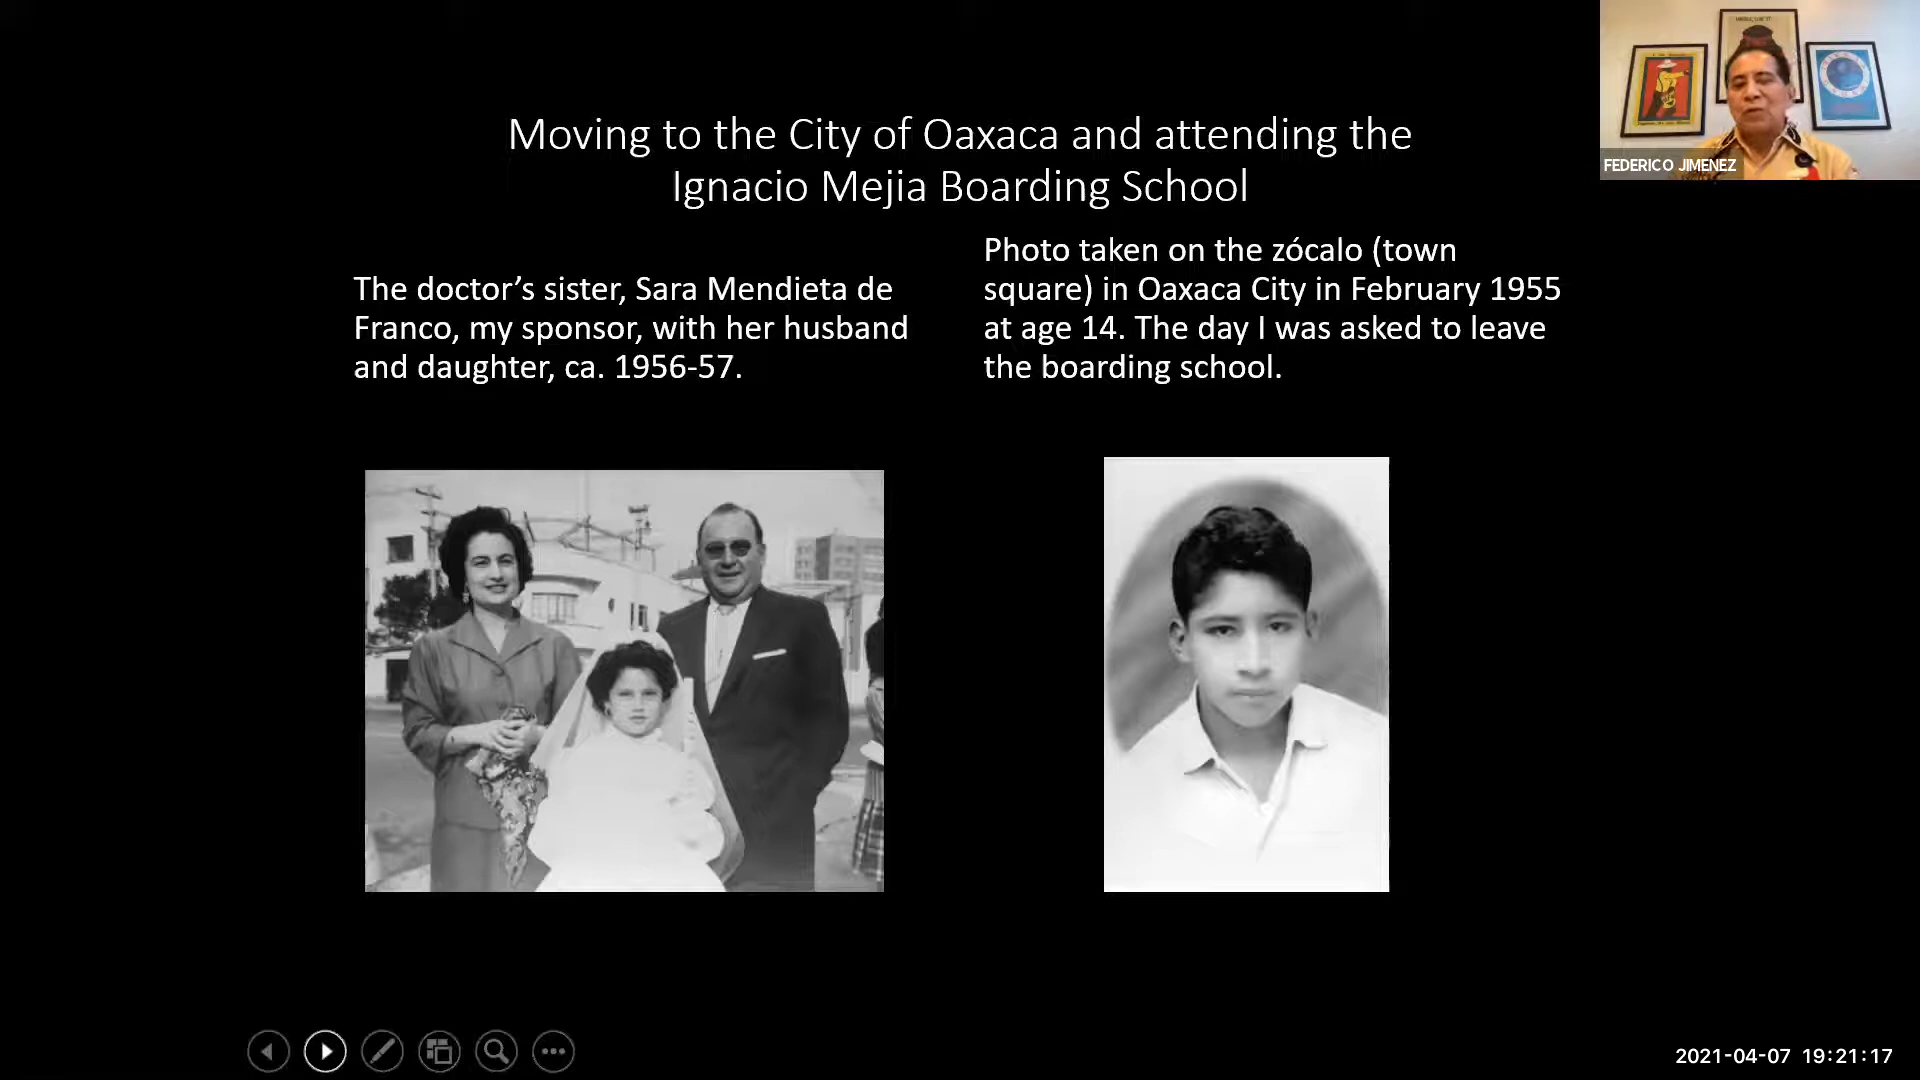 Moving to the City of Oaxaca and attending the
Ignacio Mejia Boarding School
The doctor’s sister, Sara Mendieta de
Franco, my sponsor, with her husband
and daughter, ca. 1956-57.
Photo taken on the zócalo (town
square) in Oaxaca City in February 1955
at age 14. The day I was asked to leave
the boarding school.
FEDERICO JIMENEZ
2021-04-07 19:21:17